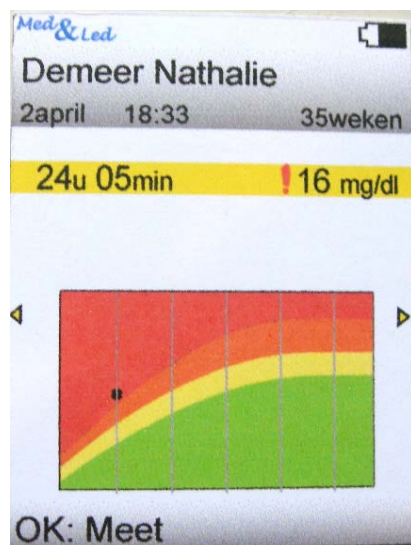 Med&Led
Demeer Nathalie
2april 18:33 35weken
24u 05min ! 16 mg/dl
OK: Meet